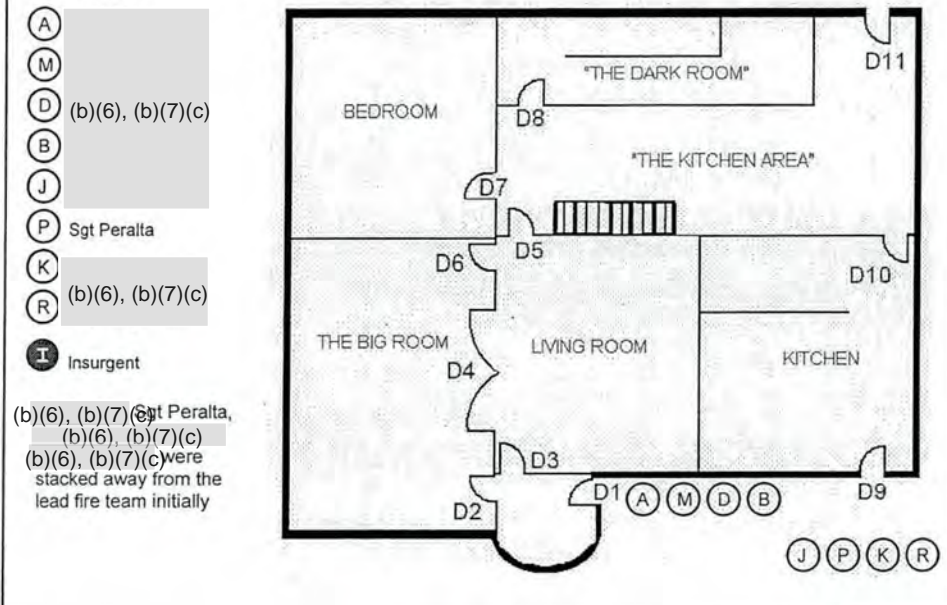 A
M
D
(b)(6), (b)(7)(c)
B
J
P Sgt Peralta
K
(b)(6), (b)(7)(c)
R
I Insurgent
(b)(6), (b)(7)(c) Sgt Peralta,
(b)(6), (b)(7)(c)
(b)(6), (b)(7)(c) were
stacked away from the
lead fire team initially
D11
"THE DARK ROOM"
BEDROOM
D8
"THE KITCHEN AREA"
D7
D5
D6
D10
THE BIG ROOM
LIVING ROOM
KITCHEN
D4
D3
D1 A M D B
D9
D2
J P K R